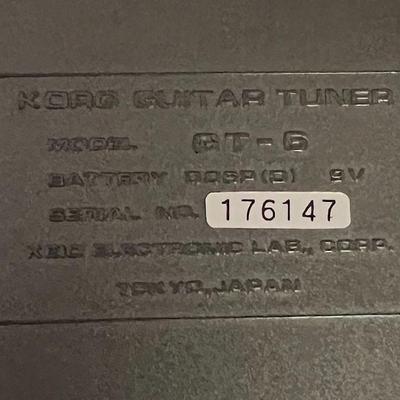 KORG GUITAR TUNER
MODEL. GT-6
BATTERY 006P(D) 9V
SERIAL NO. 176147
KEIO ELECTRONIC LAB., CORP.
TOKYO, JAPAN